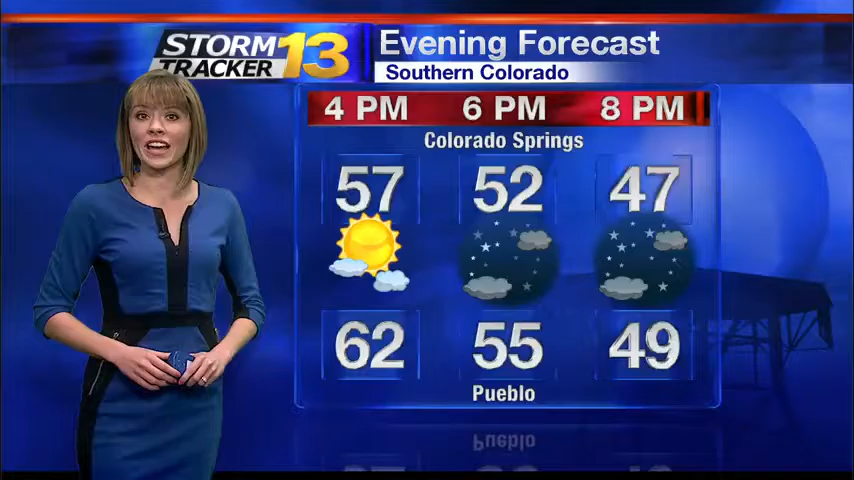 STORM
TRACKER 13
Evening Forecast
Southern Colorado
4 PM 6 PM 8 PM
Colorado Springs
57 52 47
62 55 49
Pueblo